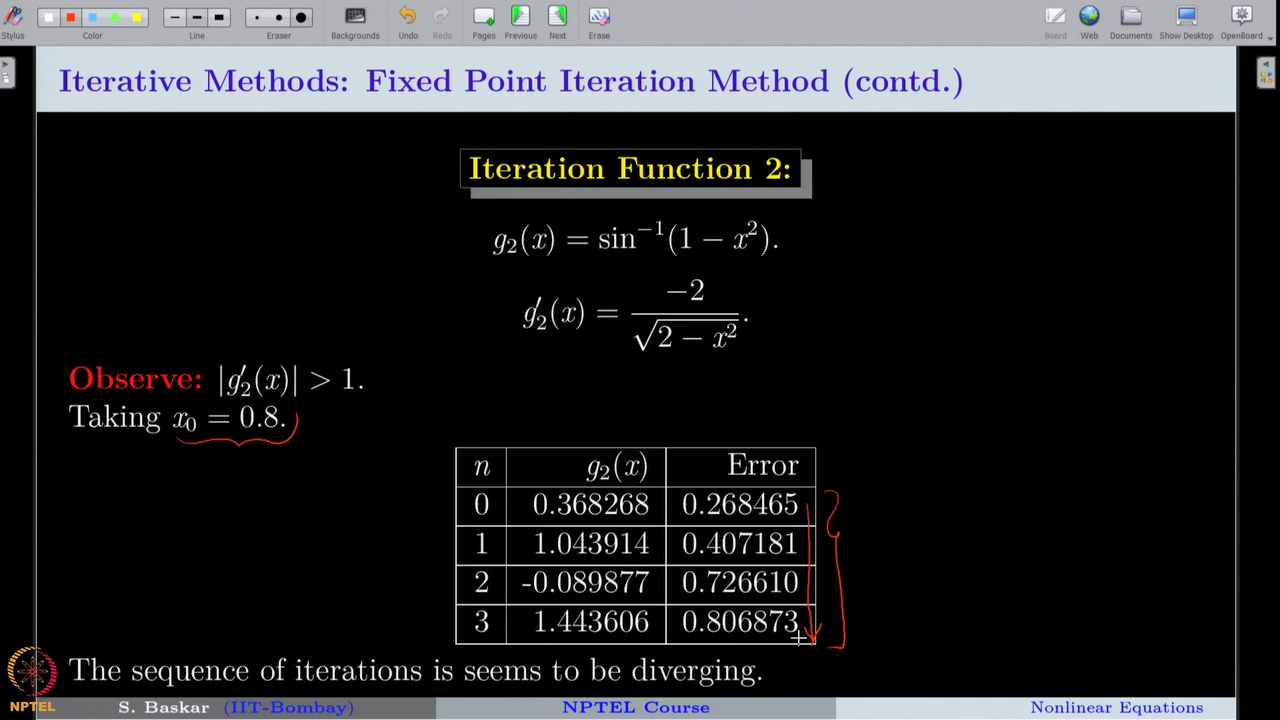 Stylus
Color
Line
Eraser
Backgrounds
Undo
Redo
Pages
Previous
Next
Erase
Board
Web
Documents
Show Desktop
OpenBoard
Iterative Methods: Fixed Point Iteration Method (contd.)
Iteration Function 2:
g₂(x) = sin⁻¹(1 − x²).
g₂′(x) = −2 / √(2 − x²).
Observe: |g₂′(x)| > 1.
Taking x₀ = 0.8.
n g₂(x) Error
0 0.368268 0.268465
1 1.043914 0.407181
2 -0.089877 0.726610
3 1.443606 0.806873
The sequence of iterations is seems to be diverging.
NPTEL
S. Baskar (IIT-Bombay) NPTEL Course Nonlinear Equations